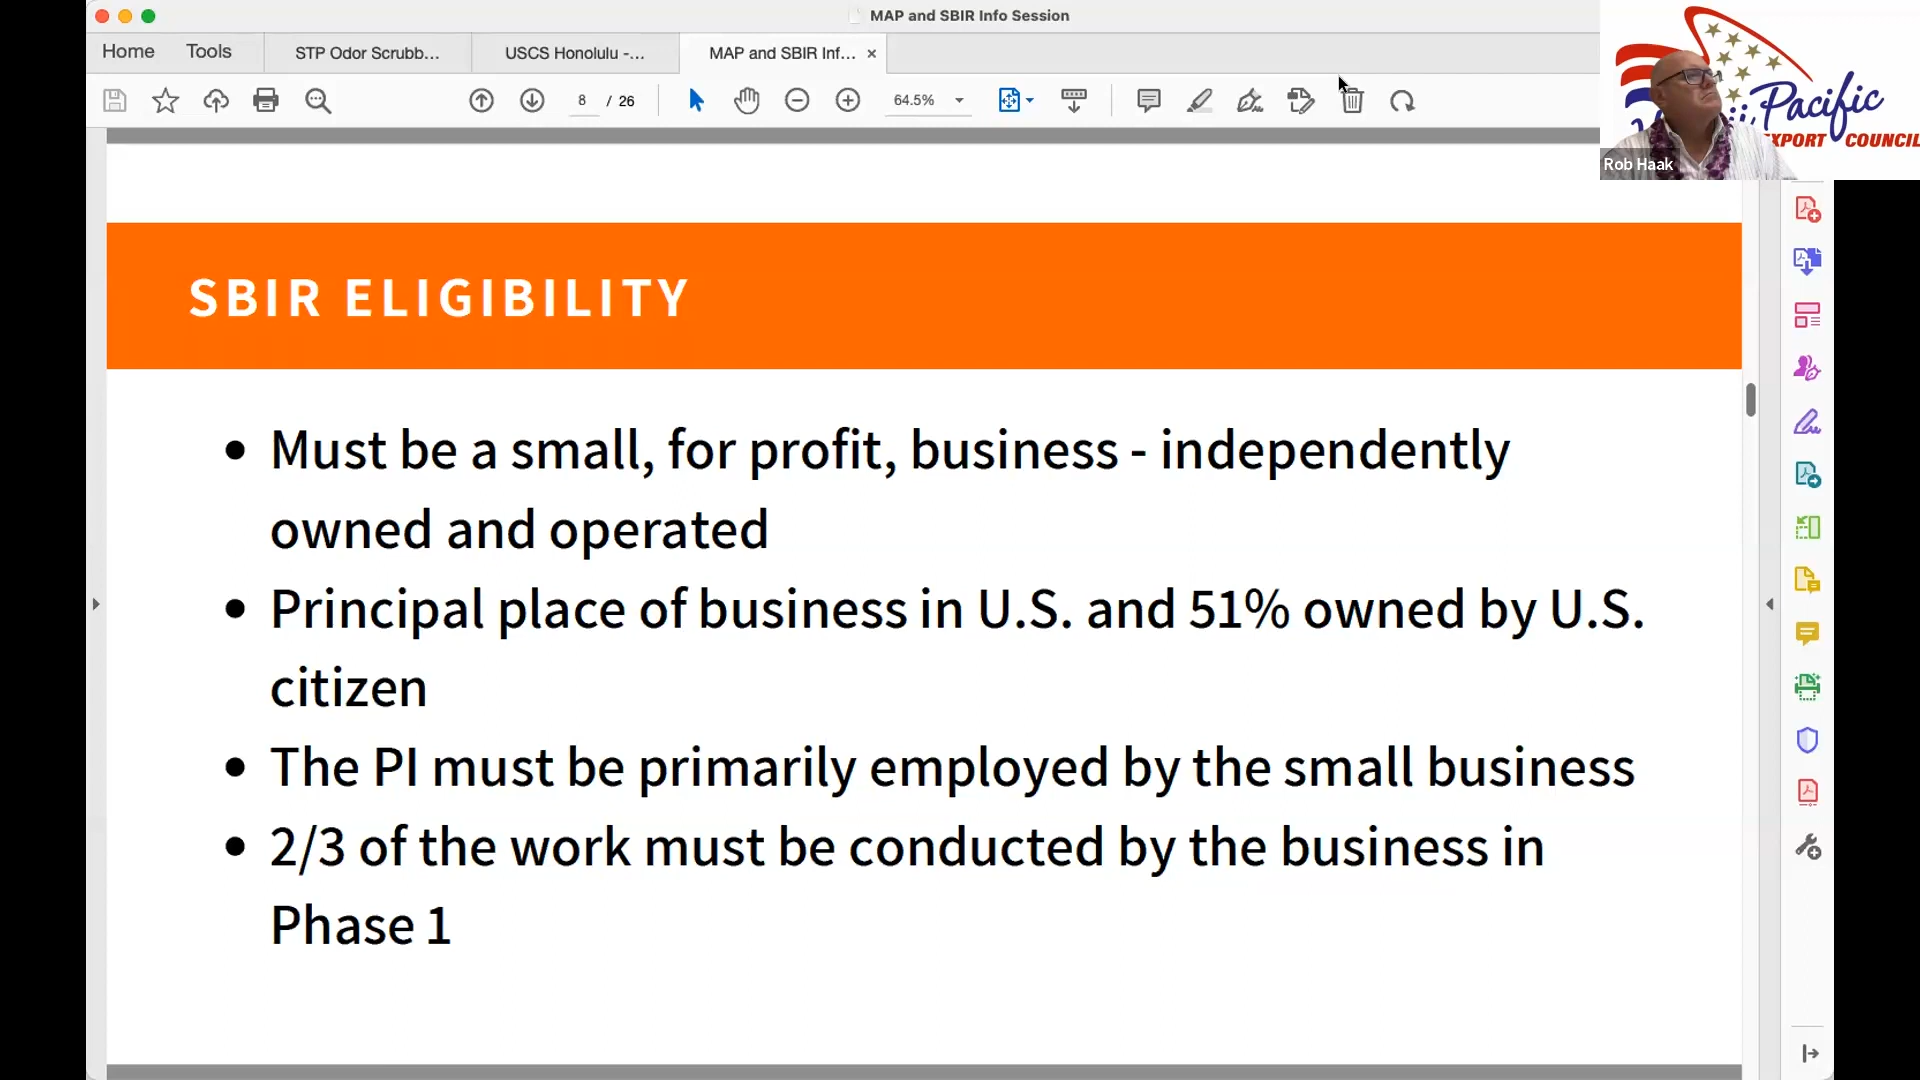 MAP and SBIR Info Session
Home Tools STP Odor Scrubb... USCS Honolulu -... MAP and SBIR Inf... ×
8 / 26 64.5%
Pacific
EXPORT COUNCIL
Rob Haak
SBIR ELIGIBILITY
• Must be a small, for profit, business - independently
owned and operated
• Principal place of business in U.S. and 51% owned by U.S.
citizen
• The PI must be primarily employed by the small business
• 2/3 of the work must be conducted by the business in
Phase 1